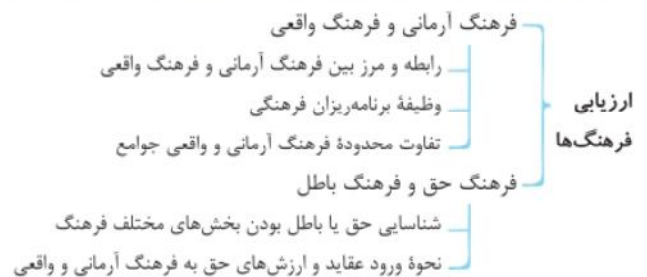 ارزیابی
فرهنگ‌ها
فرهنگ آرمانی و فرهنگ واقعی
رابطه و مرز بین فرهنگ آرمانی و فرهنگ واقعی
وظیفهٔ برنامه‌ریزان فرهنگی
تفاوت محدودهٔ فرهنگ آرمانی و واقعی جوامع
فرهنگ حق و فرهنگ باطل
شناسایی حق یا باطل بودن بخش‌های مختلف فرهنگ
نحوهٔ ورود عقاید و ارزش‌های حق به فرهنگ آرمانی و واقعی